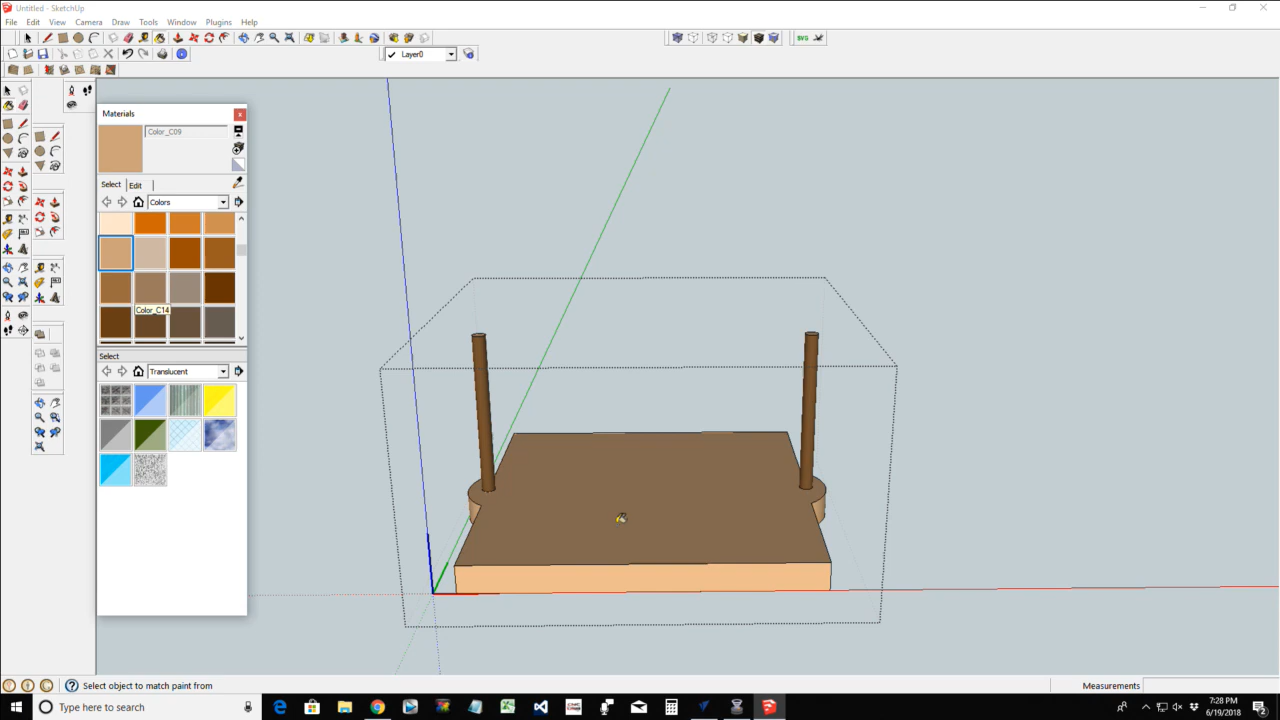 Untitled - SketchUp
File Edit View Camera Draw Tools Window Plugins Help
SVG
Layer0
Materials
x
Color_C09
Select Edit
Colors
Color_C14
Select
Translucent
Select object to match paint from
Measurements
Type here to search
7:28 PM
6/19/2018